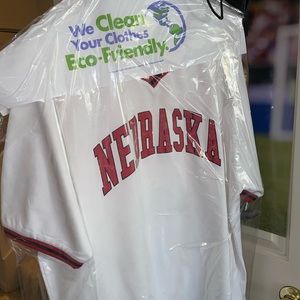 We Clean
Your Clothes
Eco-Friendly.
NEBRASKA